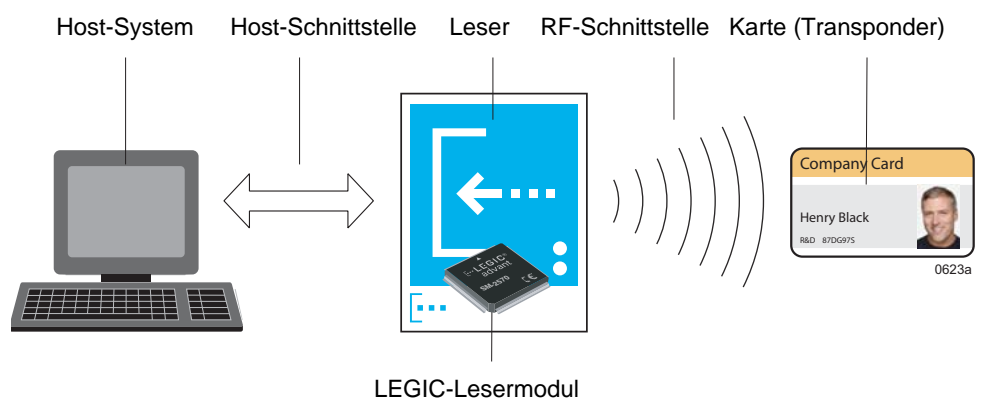 Host-System Host-Schnittstelle Leser RF-Schnittstelle Karte (Transponder)
Company Card
Henry Black
R&D 87DG97S
0623a
LEGIC®
advant
SM-2570
CE
LEGIC-Lesermodul